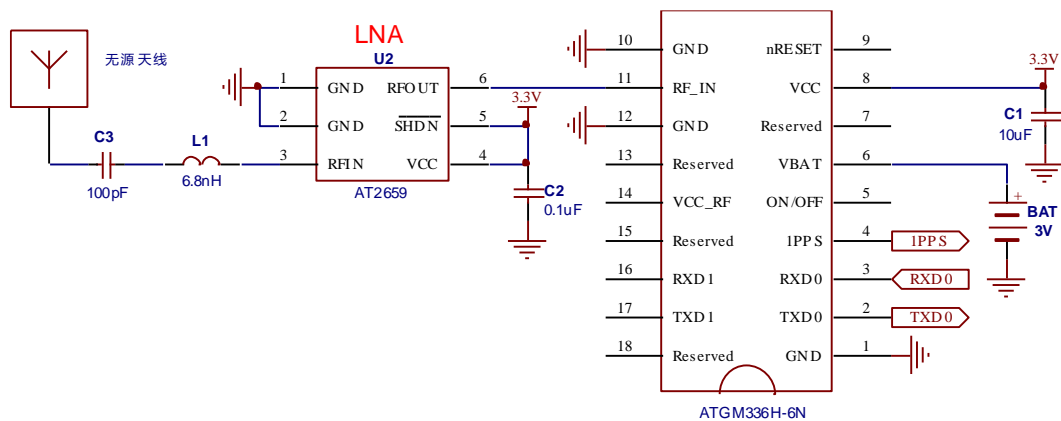 无源天线
C3
100pF
L1
6.8nH
LNA
U2
1 GND RFOUT 6
2 GND SHDN 5
3 RFIN VCC 4
AT2659
3.3V
C2
0.1uF
10 GND nRESET 9
11 RF_IN VCC 8
12 GND Reserved 7
13 Reserved VBAT 6
14 VCC_RF ON/OFF 5
15 Reserved 1PPS 4 1PPS
16 RXD1 RXD0 3 RXD0
17 TXD1 TXD0 2 TXD0
18 Reserved GND 1
ATGM336H-6N
3.3V
C1
10uF
+
BAT
3V